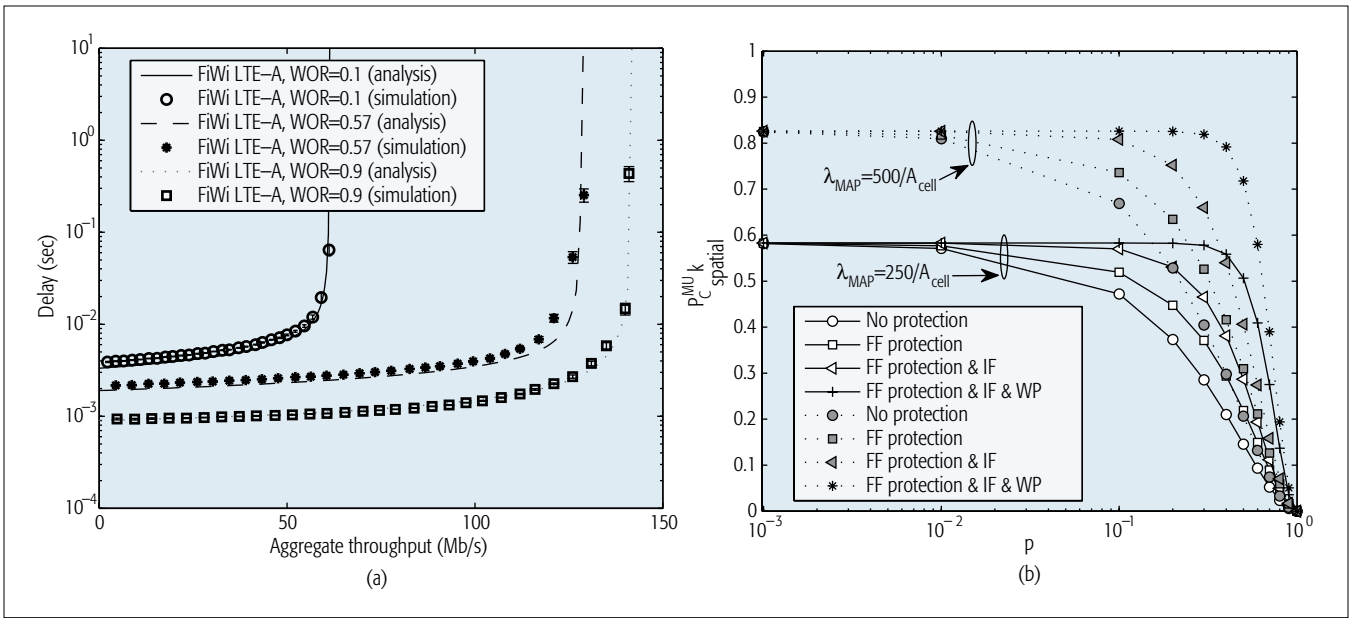 10^1
10^0
10^-1
10^-2
10^-3
10^-4
Delay (sec)
FiWi LTE–A, WOR=0.1 (analysis)
FiWi LTE–A, WOR=0.1 (simulation)
FiWi LTE–A, WOR=0.57 (analysis)
FiWi LTE–A, WOR=0.57 (simulation)
FiWi LTE–A, WOR=0.9 (analysis)
FiWi LTE–A, WOR=0.9 (simulation)
0
50
100
150
Aggregate throughput (Mb/s)
(a)
1
0.9
0.8
0.7
0.6
0.5
0.4
0.3
0.2
0.1
0
P_C^MU,k spatial
λ_MAP=500/A_cell
λ_MAP=250/A_cell
No protection
FF protection
FF protection & IF
FF protection & IF & WP
No protection
FF protection
FF protection & IF
FF protection & IF & WP
10^-3
10^-2
10^-1
10^0
p
(b)